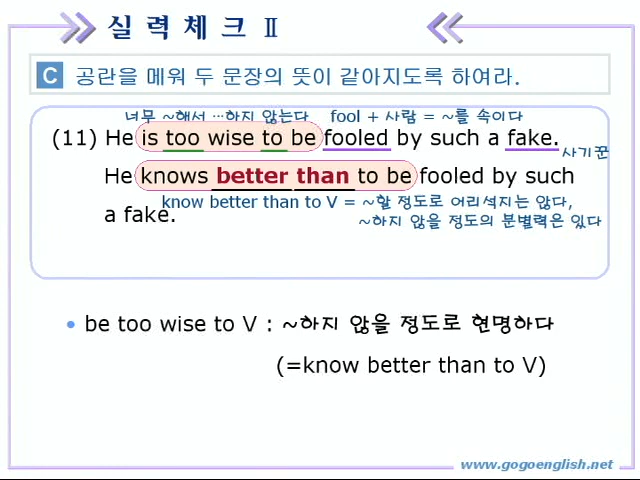 실 력 체 크 Ⅱ
C 공란을 메워 두 문장의 뜻이 같아지도록 하여라.
너무 ~해서 …하지 않는다 fool + 사람 = ~를 속이다
(11) He is too wise to be fooled by such a fake.
사기꾼
He knows better than to be fooled by such
know better than to V = ~할 정도로 어리석지는 않다,
a fake.
~하지 않을 정도의 분별력은 있다
• be too wise to V : ~하지 않을 정도로 현명하다
(=know better than to V)
www.gogoenglish.net